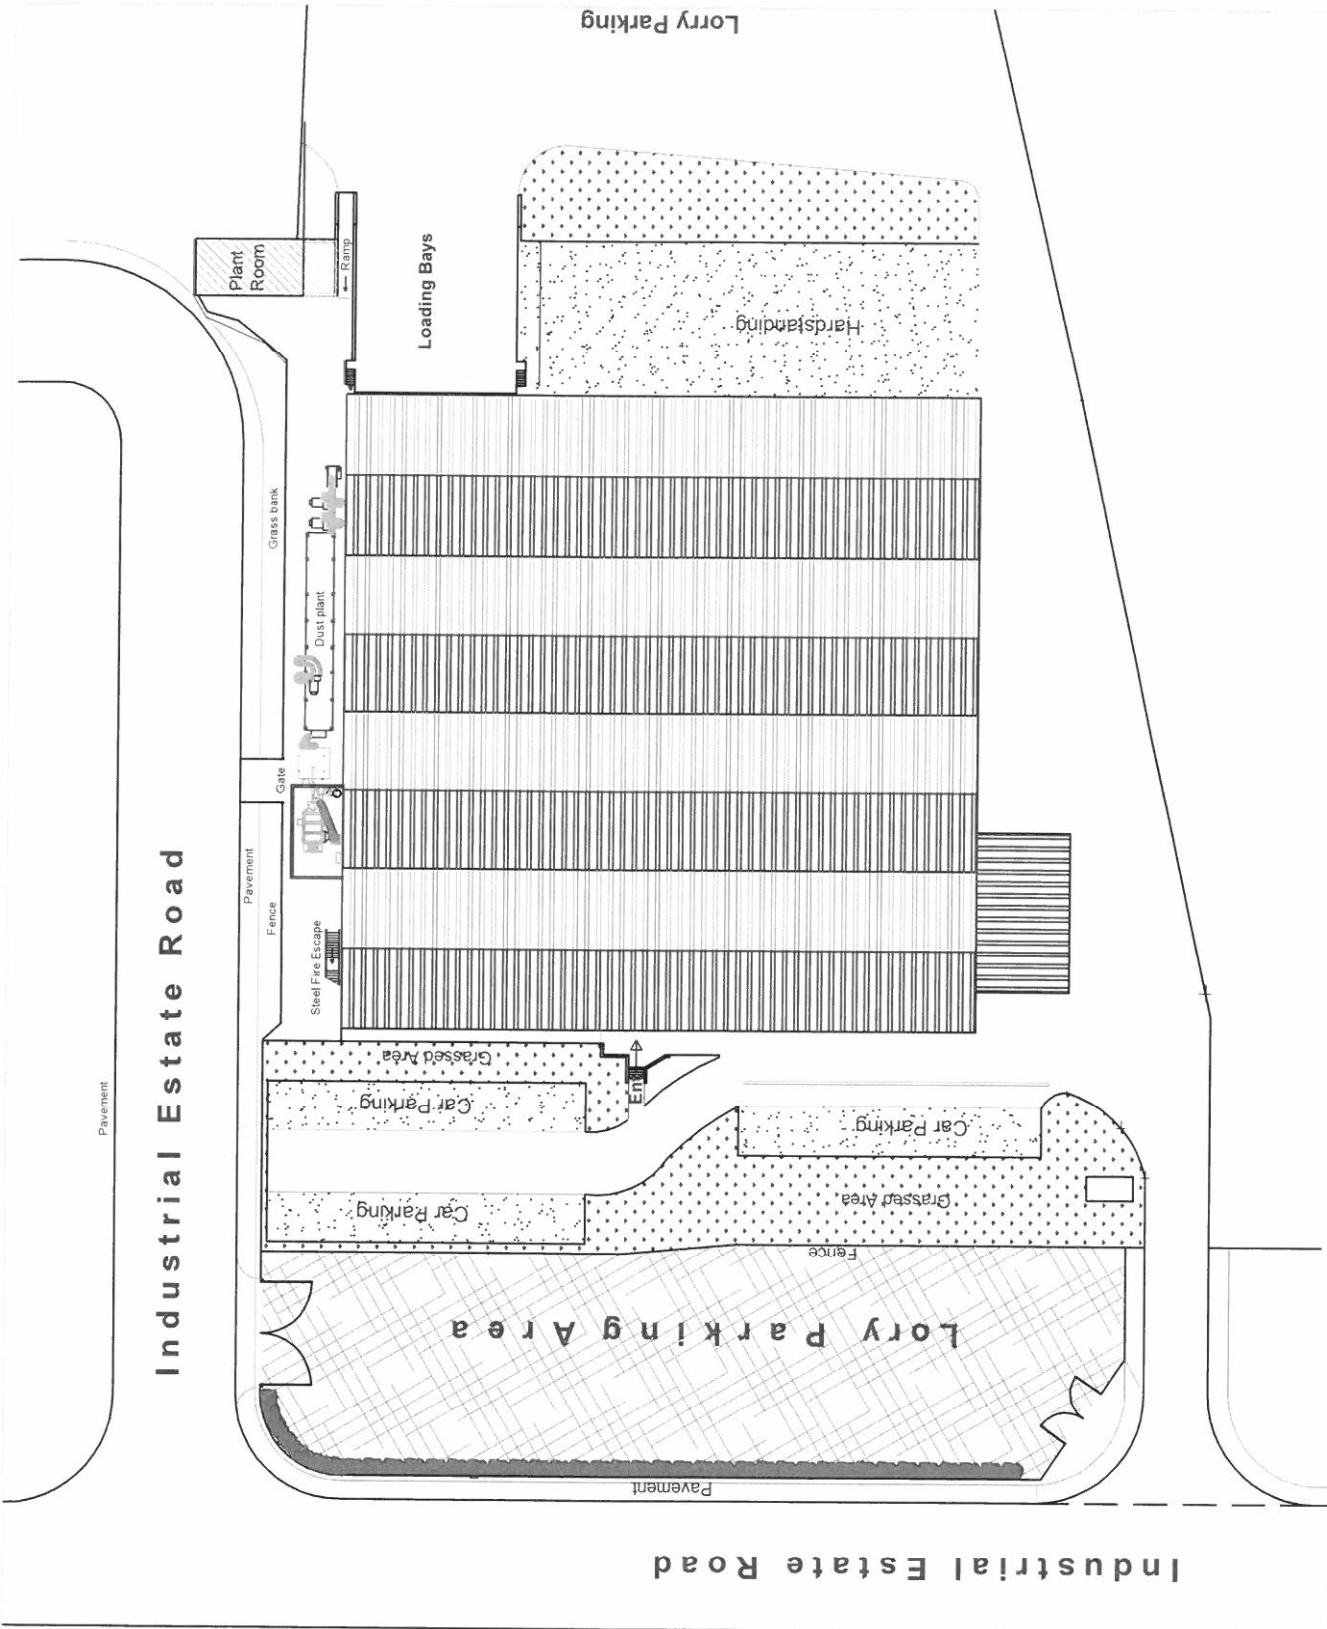 Lorry Parking
Plant
Room
Ramp
Loading Bays
Hardstanding
Grass bank
Dust plant
Gate
Pavement
Fence
Steel Fire Escape
Industrial Estate Road
Pavement
Grassed Area
Car Parking
Car Parking
Car Parking
Grassed Area
Fence
Lory Parking Area
Pavement
Industrial Estate Road